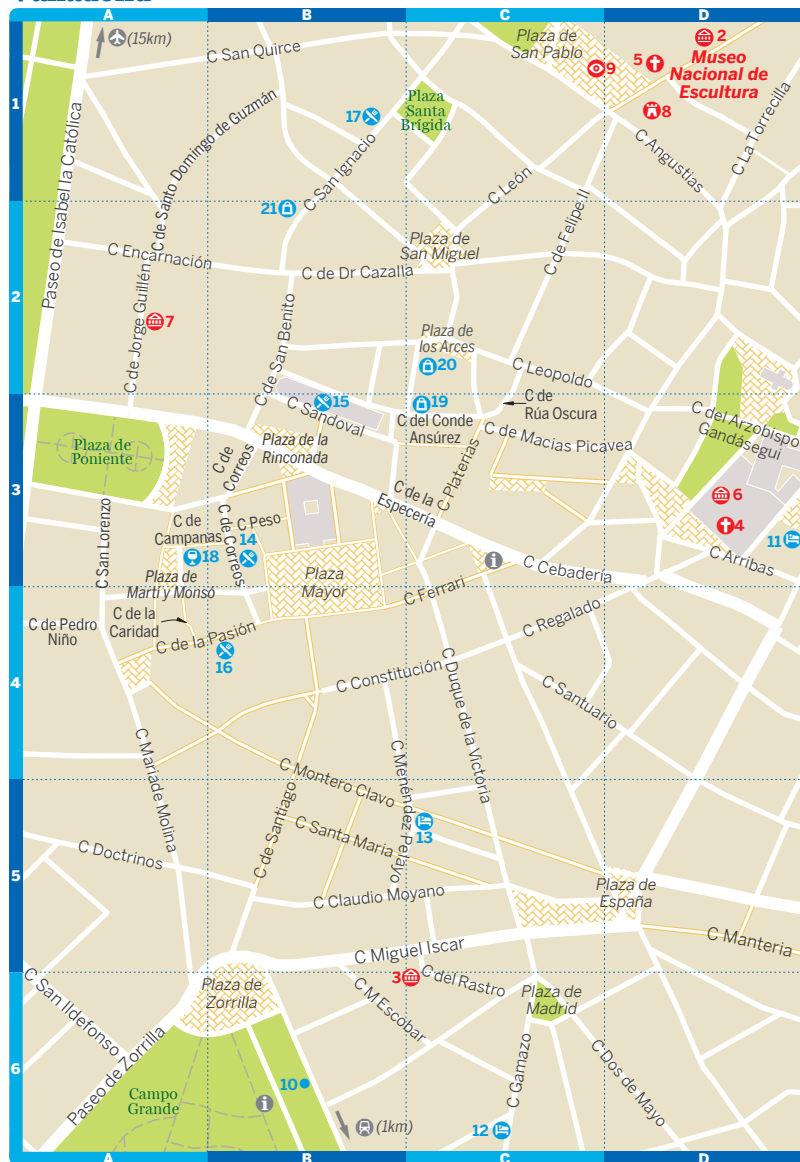 A
B
C
D
(15km)
C San Quirce
Plaza de
San Pablo
9
2
5
Museo
Nacional de
Escultura
8
1
17
Plaza
Santa
Brígida
C San Ignacio
C de Santo Domingo de Guzmán
Paseo de Isabel la Católica
C Angustias
C La Torrecilla
C León
21
C de Felipe II
C Encarnación
Plaza de
San Miguel
C de Dr Cazalla
2
C de Jorge Guillén
7
C de San Benito
Plaza de
los Arces
20
C Leopoldo
15
19
C de
Rúa Oscura
C Sandoval
C del Conde
Ansúrez
C del Arzobispo
Gandásegui
C de Macias Picavea
Plaza de
Poniente
C de
Correos
Plaza de la
Rinconada
C Platerías
3
C de la
Especería
6
4
C San Lorenzo
C de
Campanas
C de Correos
C Peso
14
18
11
C Arribas
Plaza de
Martí y Monsó
Plaza
Mayor
C Cebadería
C Ferrari
C de Pedro
Niño
C de la
Caridad
C de la Pasión
16
C Regalado
4
C Constitución
C Duque de la Victoria
C Santuario
C Mariade Molina
C Montero Clavo
C Menéndez Pelayo
13
C de Santiago
C Santa María
C Doctrinos
5
C Claudio Moyano
Plaza de
España
C Miguel Iscar
C Manteria
3
C del Rastro
C San Ildefonso
Plaza de
Zorrilla
C M Escobar
Plaza de
Madrid
Paseo de Zorrilla
C Gamazo
C Dos de Mayo
6
10
Campo
Grande
(1km)
12
A
B
C
D